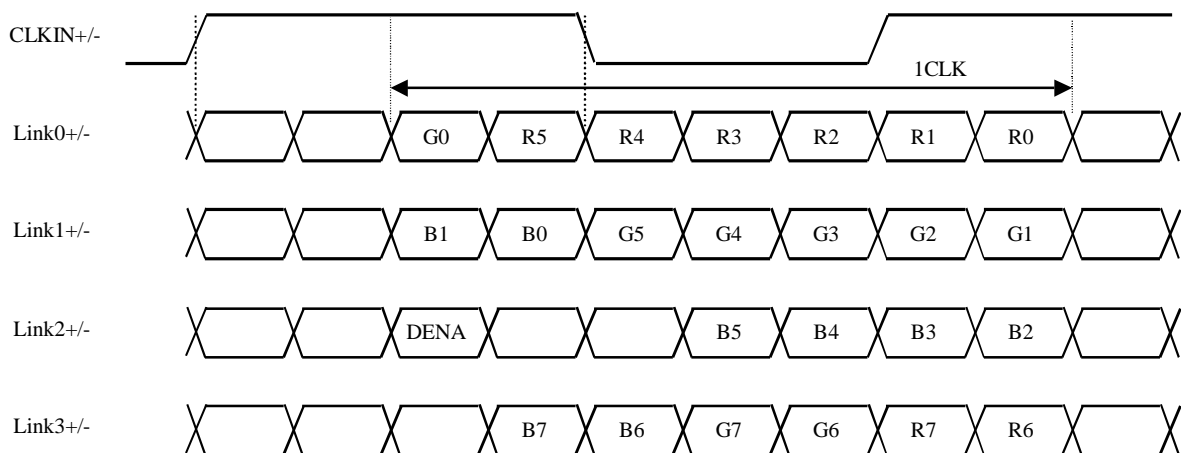 CLKIN+/-
1CLK
Link0+/- G0 R5 R4 R3 R2 R1 R0
Link1+/- B1 B0 G5 G4 G3 G2 G1
Link2+/- DENA B5 B4 B3 B2
Link3+/- B7 B6 G7 G6 R7 R6